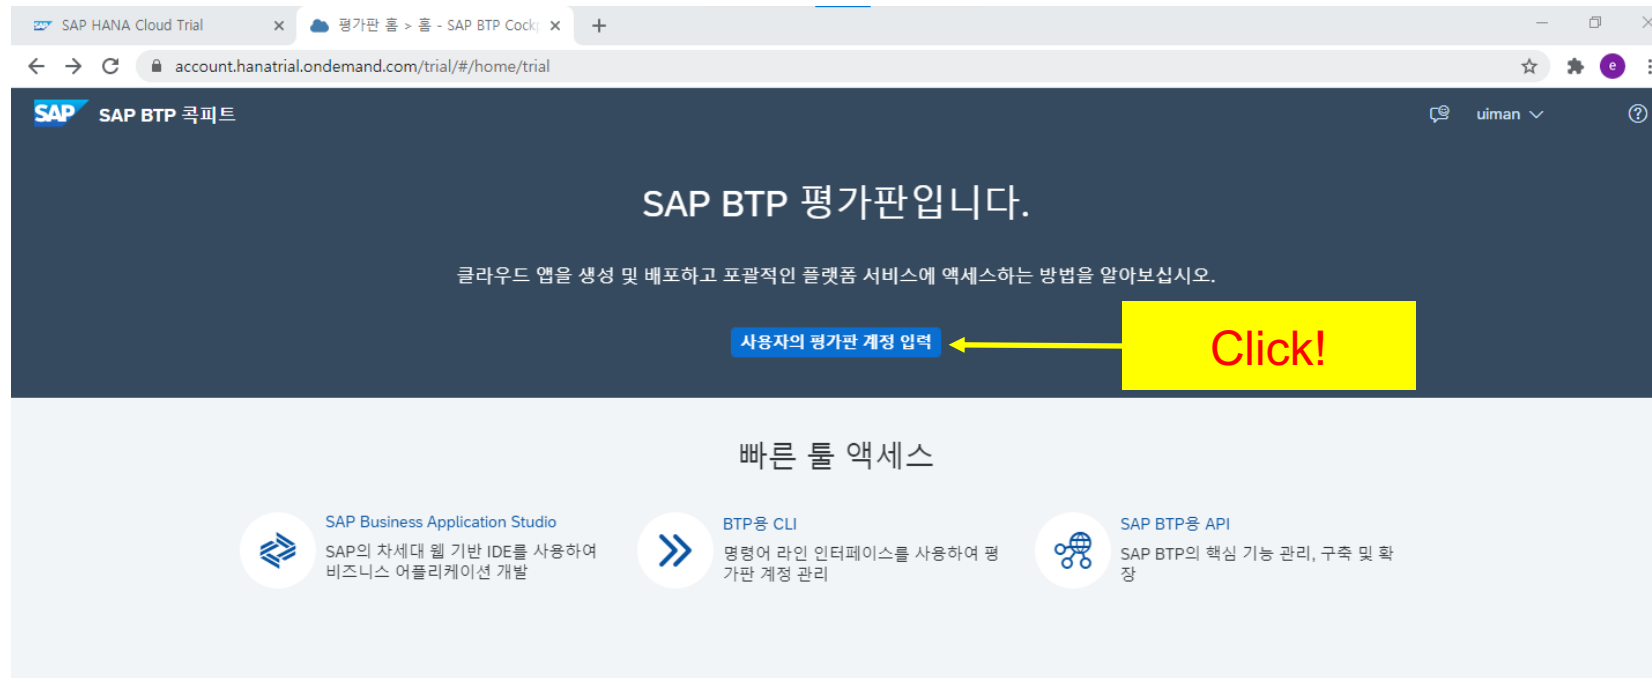 SAP HANA Cloud Trial
평가판 홈 > 홈 - SAP BTP Cock
account.hanatrial.ondemand.com/trial/#/home/trial
e
SAP SAP BTP 콕피트
uiman
SAP BTP 평가판입니다.
클라우드 앱을 생성 및 배포하고 포괄적인 플랫폼 서비스에 액세스하는 방법을 알아보십시오.
사용자의 평가판 계정 입력
Click!
빠른 툴 액세스
SAP Business Application Studio
SAP의 차세대 웹 기반 IDE를 사용하여
비즈니스 어플리케이션 개발
BTP용 CLI
명령어 라인 인터페이스를 사용하여 평
가판 계정 관리
SAP BTP용 API
SAP BTP의 핵심 기능 관리, 구축 및 확
장